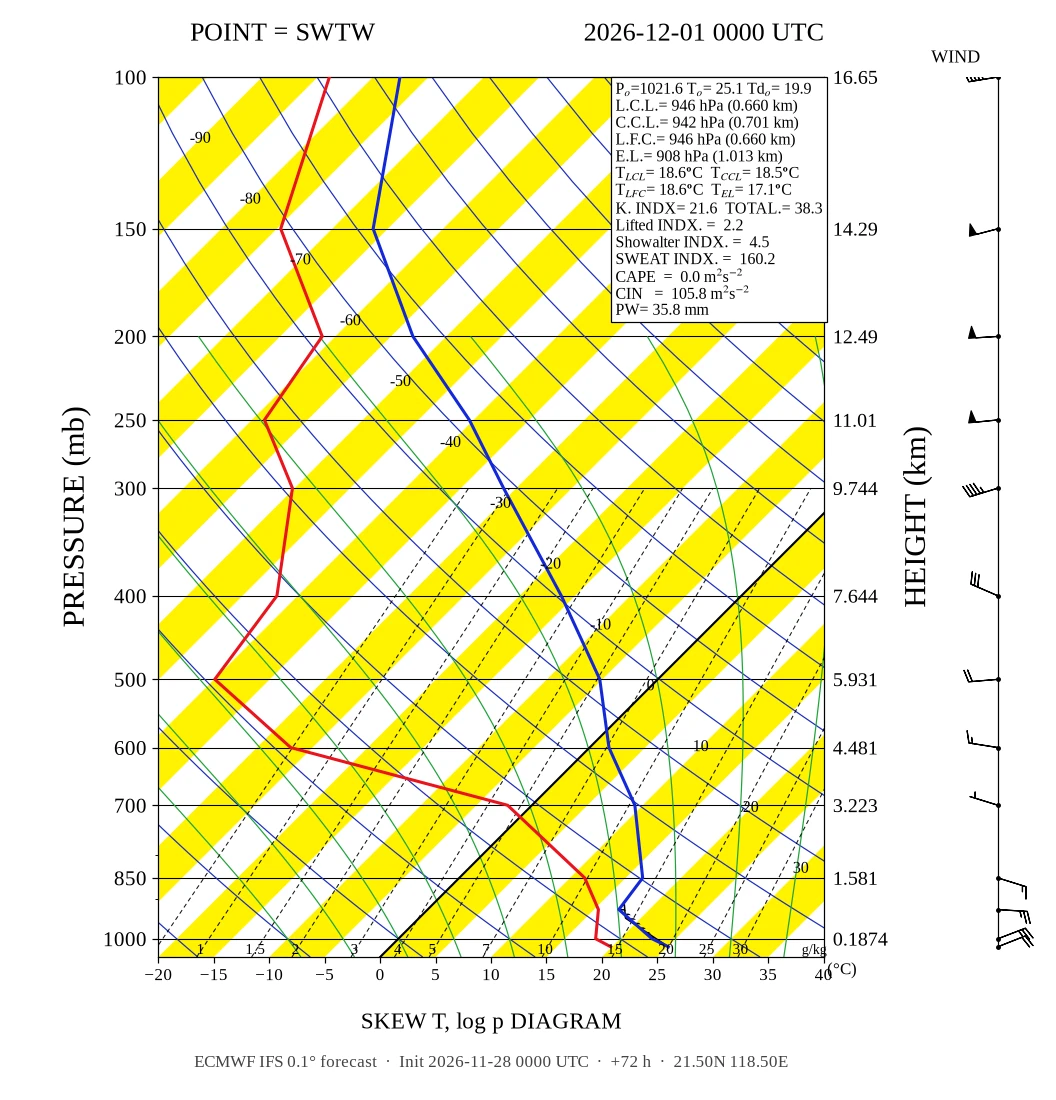 POINT = SWTW
2026-12-01 0000 UTC
WIND
100
16.65
Pₒ=1021.6 Tₒ= 25.1 Tdₒ= 19.9
L.C.L.= 946 hPa (0.660 km)
C.C.L.= 942 hPa (0.701 km)
L.F.C.= 946 hPa (0.660 km)
E.L.= 908 hPa (1.013 km)
T_LCL= 18.6°C T_CCL= 18.5°C
T_LFC= 18.6°C T_EL= 17.1°C
K. INDX= 21.6 TOTAL.= 38.3
Lifted INDX. = 2.2
Showalter INDX. = 4.5
SWEAT INDX. = 160.2
CAPE = 0.0 m²s⁻²
CIN = 105.8 m²s⁻²
PW= 35.8 mm
-90
-80
150
14.29
-70
-60
200
12.49
-50
250
11.01
-40
300
9.744
-30
-20
400
7.644
-10
500
0
5.931
10
600
4.481
700
20
3.223
30
850
1.581
1000
0.1874
1 1.5 2 3 4 5 7 10 15 20 25 30 g/kg
−20 −15 −10 −5 0 5 10 15 20 25 30 35 40 (°C)
PRESSURE (mb)
HEIGHT (km)
SKEW T, log p DIAGRAM
ECMWF IFS 0.1° forecast · Init 2026-11-28 0000 UTC · +72 h · 21.50N 118.50E